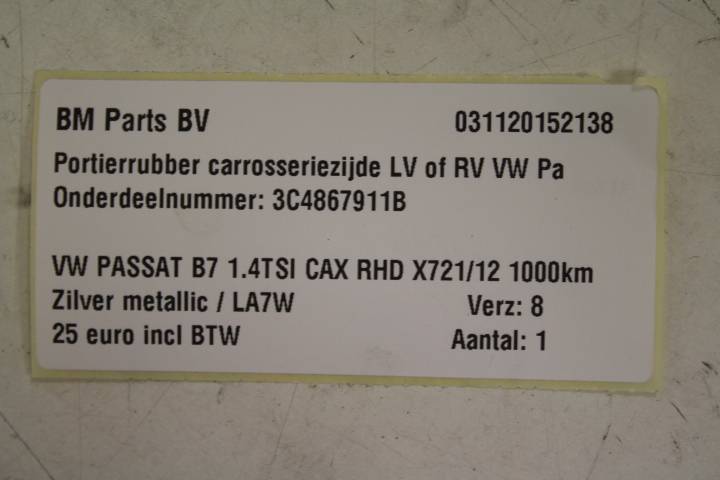 BM Parts BV 031120152138
Portierrubber carrosseriezijde LV of RV VW Pa
Onderdeelnummer: 3C4867911B
VW PASSAT B7 1.4TSI CAX RHD X721/12 1000km
Zilver metallic / LA7W Verz: 8
25 euro incl BTW Aantal: 1